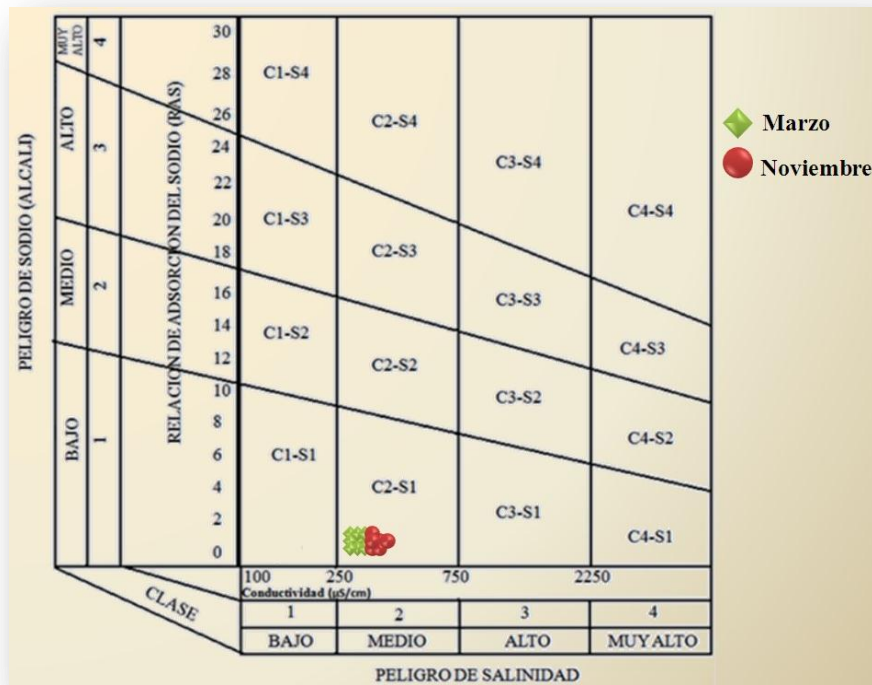 PELIGRO DE SODIO (ALCALI)
MUY
ALTO
4
ALTO
3
MEDIO
2
BAJO
1
RELACION DE ADSORCION DEL SODIO (RAS)
30
28
26
24
22
20
18
16
14
12
10
8
6
4
2
0
C1-S4
C2-S4
C3-S4
C4-S4
C1-S3
C2-S3
C3-S3
C4-S3
C1-S2
C2-S2
C3-S2
C4-S2
C1-S1
C2-S1
C3-S1
C4-S1
Marzo
Noviembre
100 250 750 2250
Conductividad (µS/cm)
CLASE
1 2 3 4
BAJO MEDIO ALTO MUY ALTO
PELIGRO DE SALINIDAD